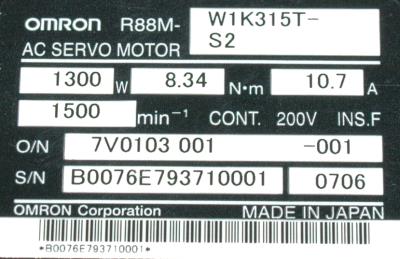 OMRON R88M- W1K315T-
AC SERVO MOTOR S2
1300 W 8.34 N·m 10.7 A
1500 min⁻¹ CONT. 200V INS.F
O/N 7V0103 001 -001
S/N B0076E793710001 0706
OMRON Corporation MADE IN JAPAN
*B0076E793710001*